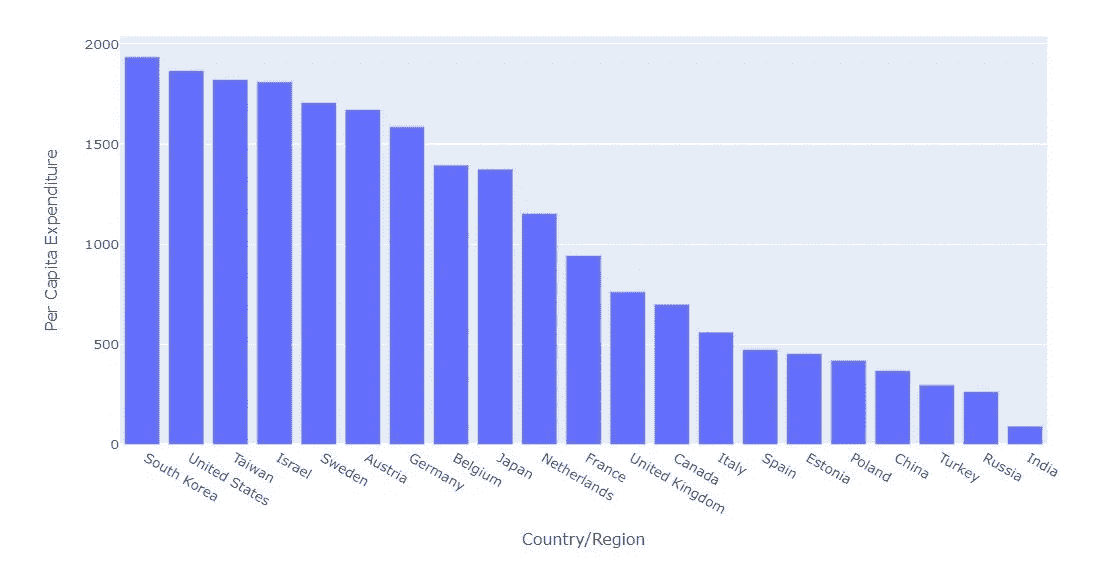 2000
1500
1000
500
0
Per Capita Expenditure
South Korea
United States
Taiwan
Israel
Sweden
Austria
Germany
Belgium
Japan
Netherlands
France
United Kingdom
Canada
Italy
Spain
Estonia
Poland
China
Turkey
Russia
India
Country/Region